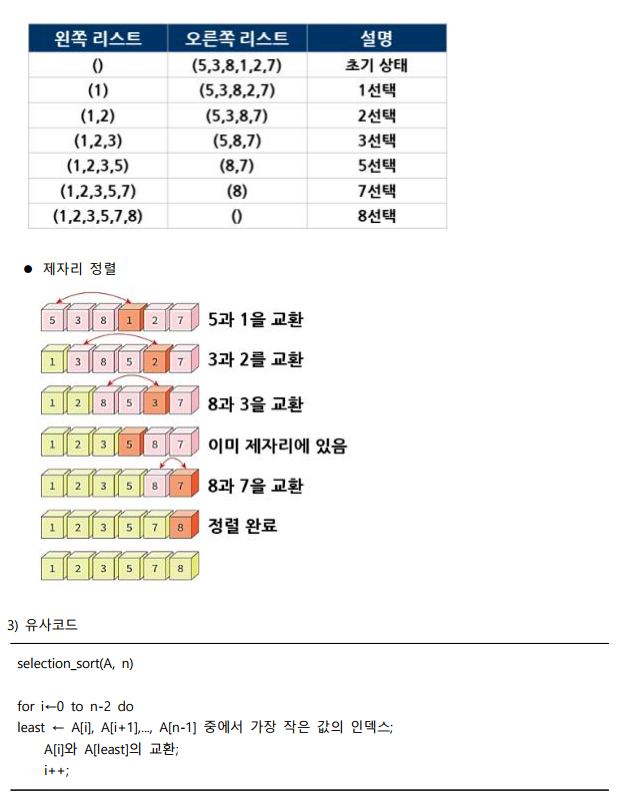 왼쪽 리스트 오른쪽 리스트 설명
() (5,3,8,1,2,7) 초기 상태
(1) (5,3,8,2,7) 1선택
(1,2) (5,3,8,7) 2선택
(1,2,3) (5,8,7) 3선택
(1,2,3,5) (8,7) 5선택
(1,2,3,5,7) (8) 7선택
(1,2,3,5,7,8) () 8선택
● 제자리 정렬
5 3 8 1 2 7 5과 1을 교환
1 3 8 5 2 7 3과 2를 교환
1 2 8 5 3 7 8과 3을 교환
1 2 3 5 8 7 이미 제자리에 있음
1 2 3 5 8 7 8과 7을 교환
1 2 3 5 7 8 정렬 완료
1 2 3 5 7 8
3) 유사코드
selection_sort(A, n)
for i←0 to n-2 do
least ← A[i], A[i+1],..., A[n-1] 중에서 가장 작은 값의 인덱스;
A[i]와 A[least]의 교환;
i++;